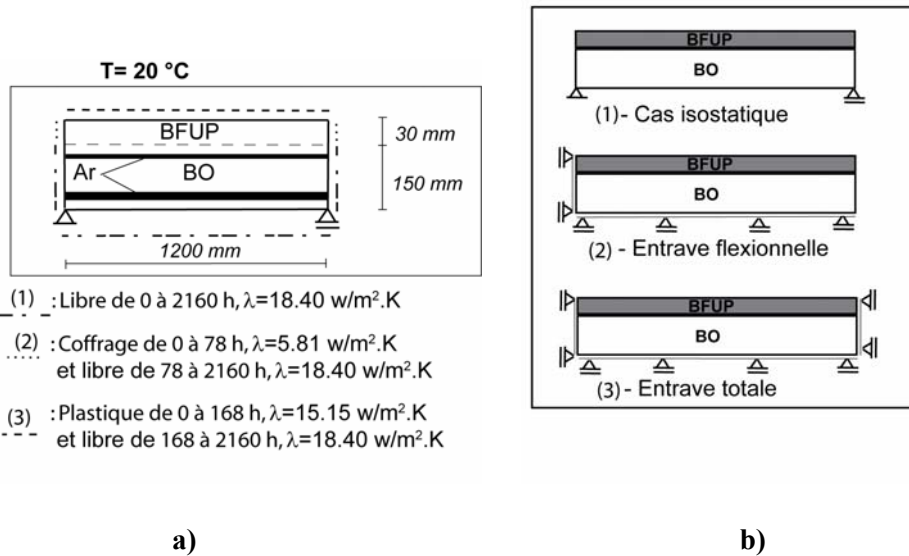 T= 20 °C
BFUP
30 mm
Ar
BO
150 mm
1200 mm
(1) : Libre de 0 à 2160 h, λ=18.40 w/m².K
(2) : Coffrage de 0 à 78 h, λ=5.81 w/m².K
et libre de 78 à 2160 h, λ=18.40 w/m².K
(3) : Plastique de 0 à 168 h, λ=15.15 w/m².K
et libre de 168 à 2160 h, λ=18.40 w/m².K
a)
BFUP
BO
(1)- Cas isostatique
BFUP
BO
(2) - Entrave flexionnelle
BFUP
BO
(3) - Entrave totale
b)